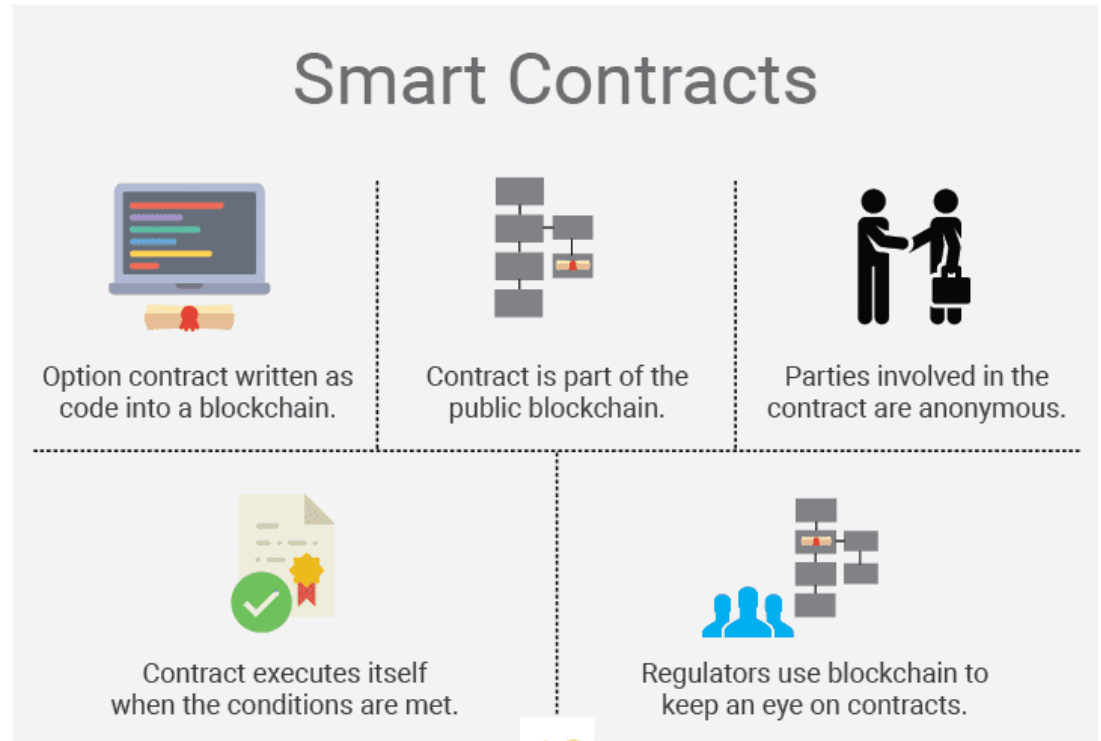 Smart Contracts
Option contract written as
code into a blockchain.
Contract is part of the
public blockchain.
Parties involved in the
contract are anonymous.
Contract executes itself
when the conditions are met.
Regulators use blockchain to
keep an eye on contracts.